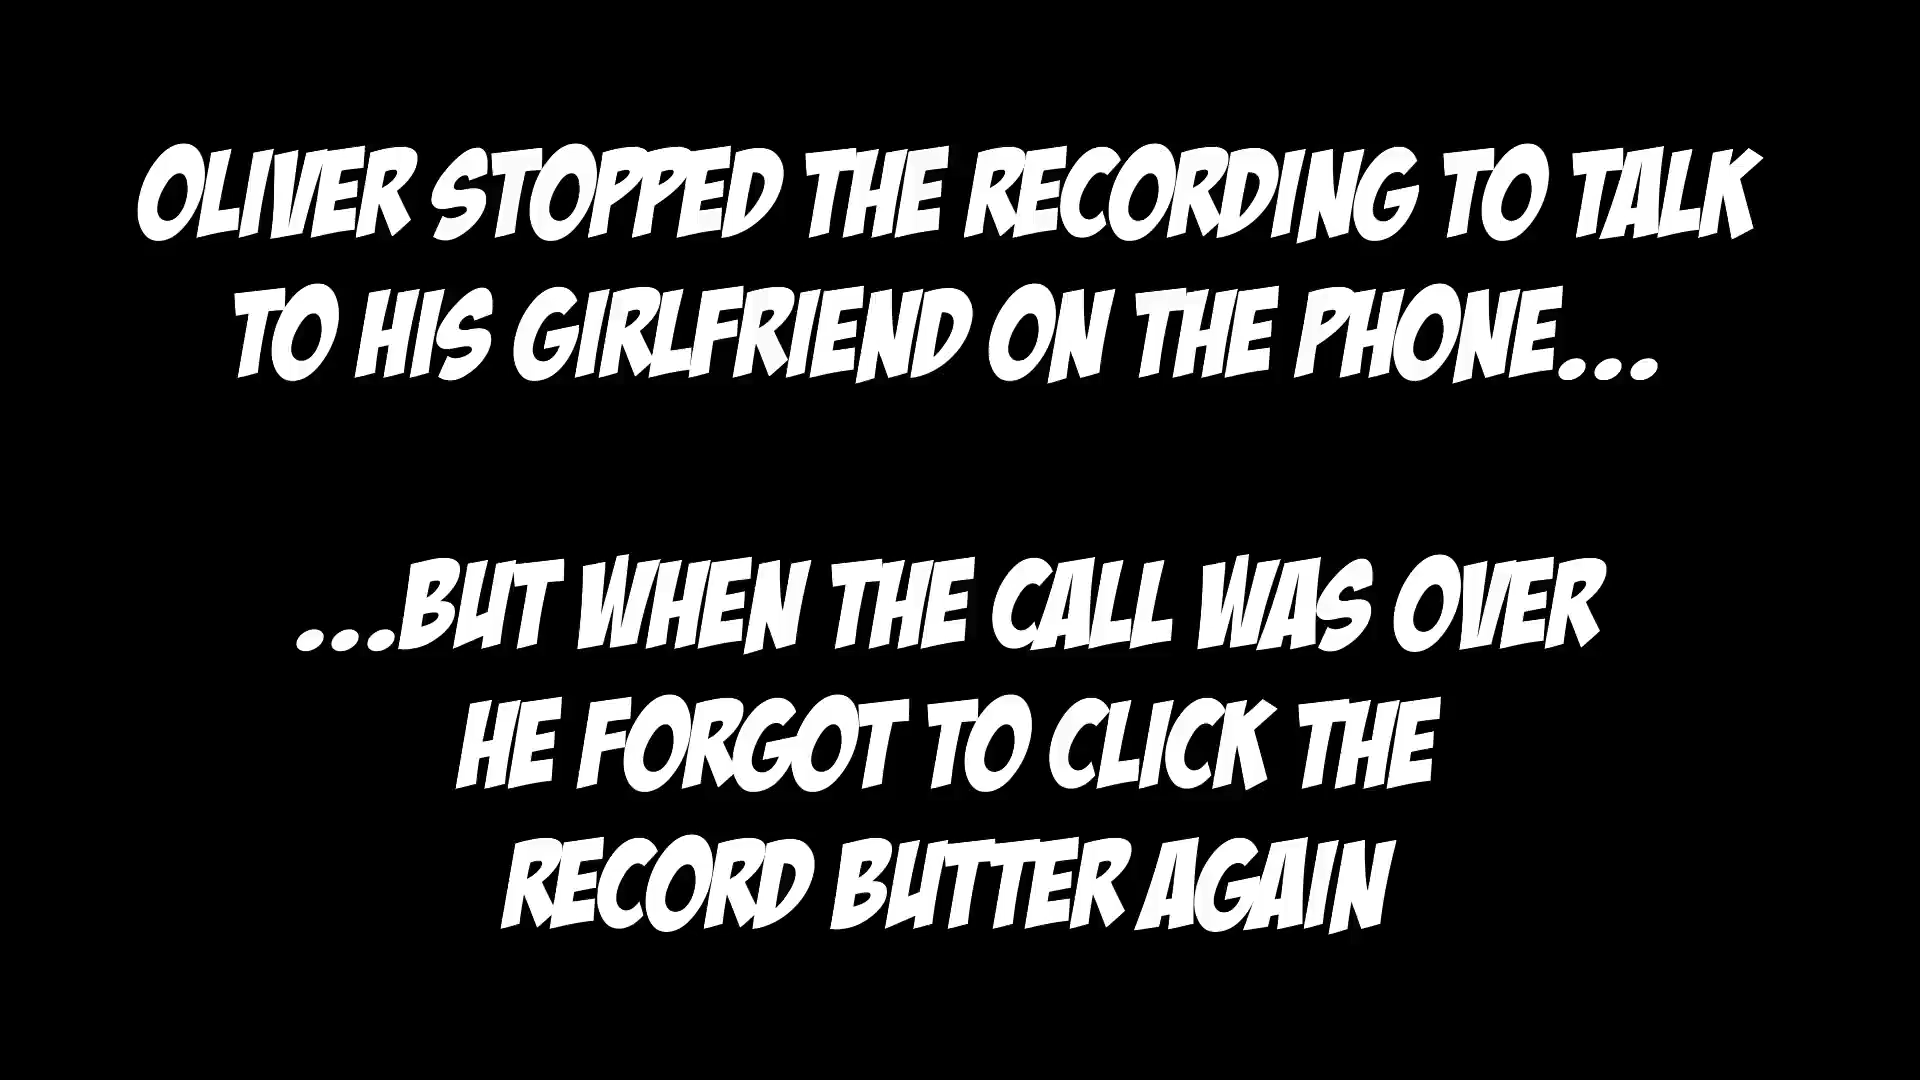 OLIVER STOPPED THE RECORDING TO TALK
TO HIS GIRLFRIEND ON THE PHONE...
...BUT WHEN THE CALL WAS OVER
HE FORGOT TO CLICK THE
RECORD BUTTER AGAIN